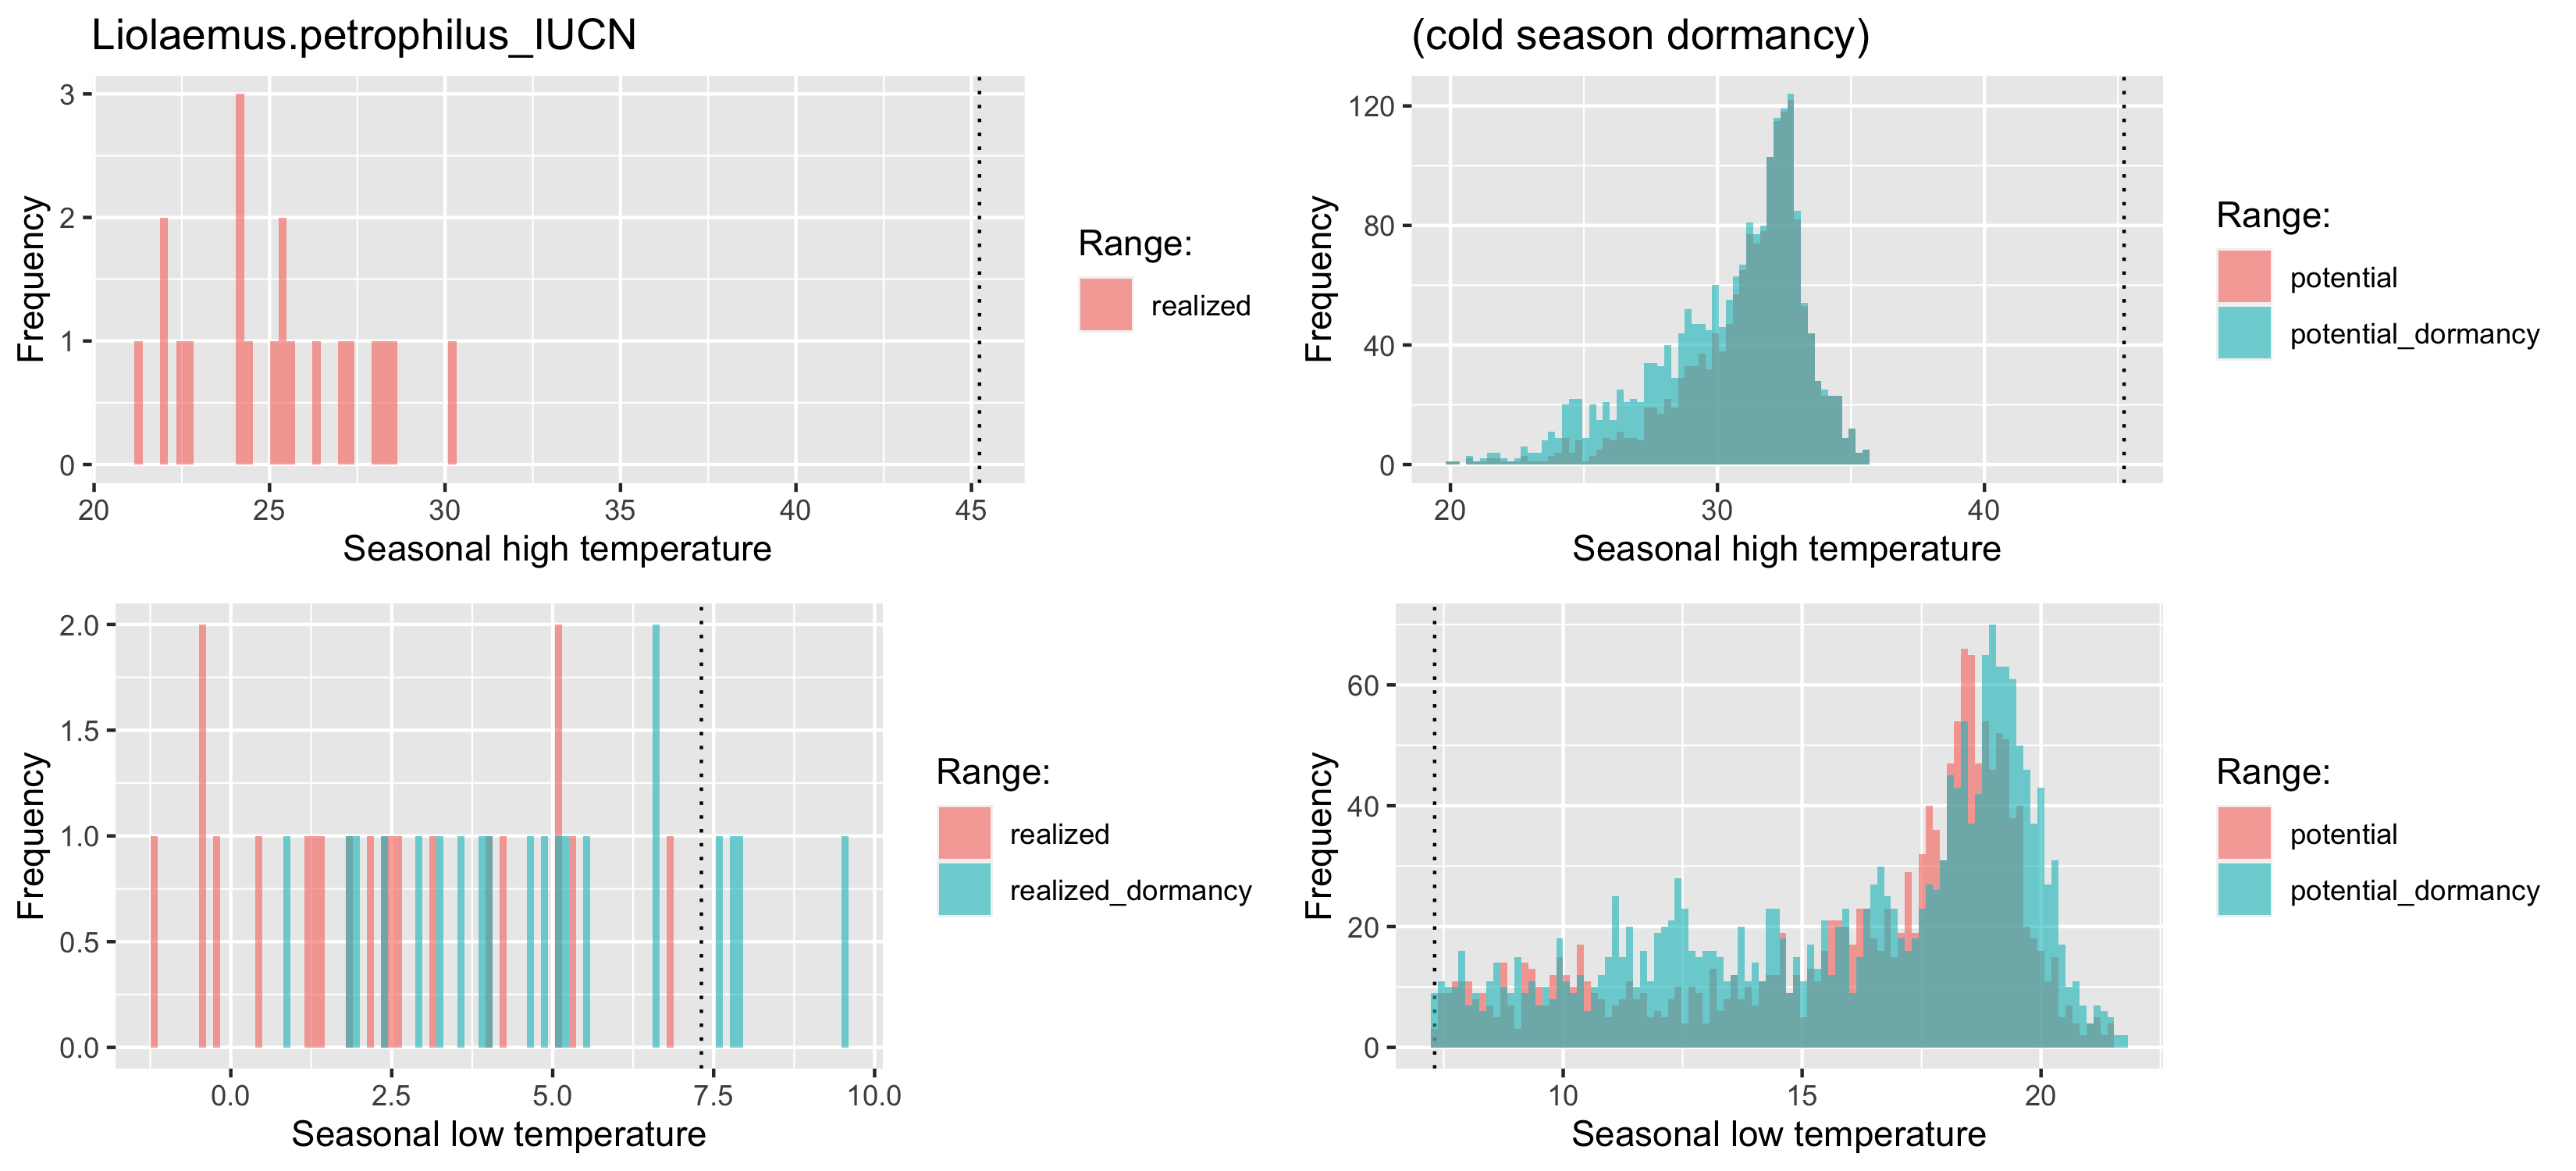 Liolaemus.petrophilus_IUCN
3
2
1
0
20 25 30 35 40 45
Frequency
Seasonal high temperature
Range:
realized
(cold season dormancy)
120
80
40
0
20 30 40
Frequency
Seasonal high temperature
Range:
potential
potential_dormancy
2.0
1.5
1.0
0.5
0.0
0.0 2.5 5.0 7.5 10.0
Frequency
Seasonal low temperature
Range:
realized
realized_dormancy
60
40
20
0
10 15 20
Frequency
Seasonal low temperature
Range:
potential
potential_dormancy